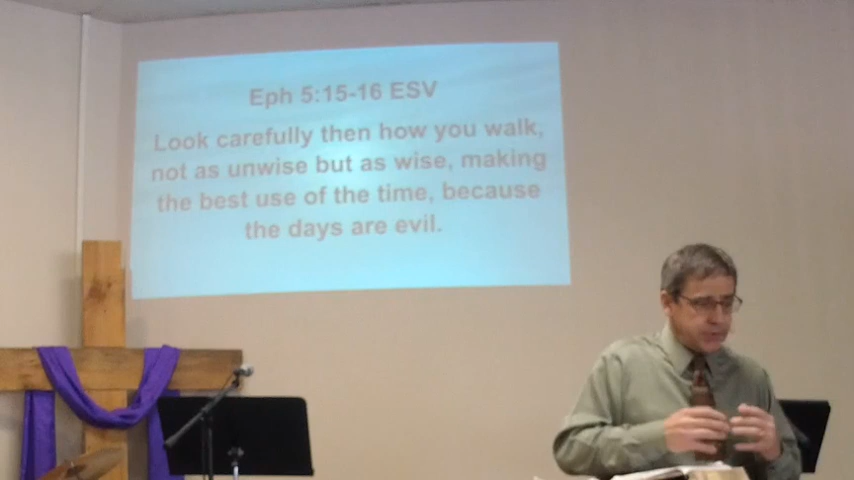 Eph 5:15-16 ESV
Look carefully then how you walk,
not as unwise but as wise, making
the best use of the time, because
the days are evil.